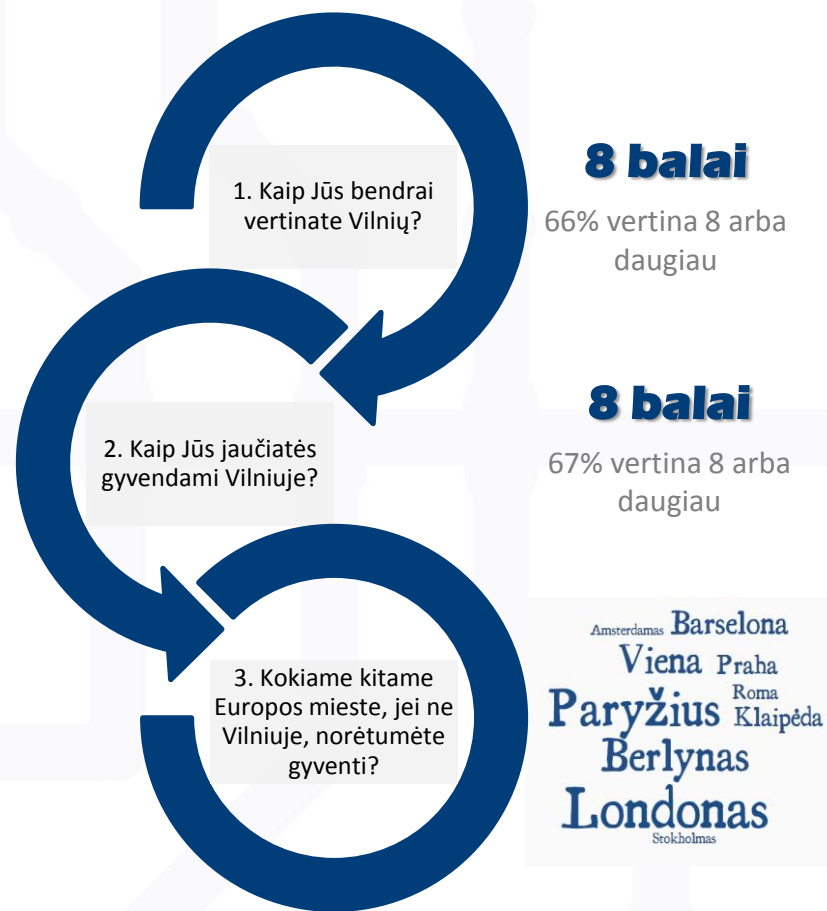 1. Kaip Jūs bendrai
vertinate Vilnių?
8 balai
66% vertina 8 arba
daugiau
2. Kaip Jūs jaučiatės
gyvendami Vilniuje?
8 balai
67% vertina 8 arba
daugiau
3. Kokiame kitame
Europos mieste, jei ne
Vilniuje, norėtumėte
gyventi?
Amsterdamas Barselona
Viena Praha
Roma
Paryžius Klaipėda
Berlynas
Londonas
Stokholmas